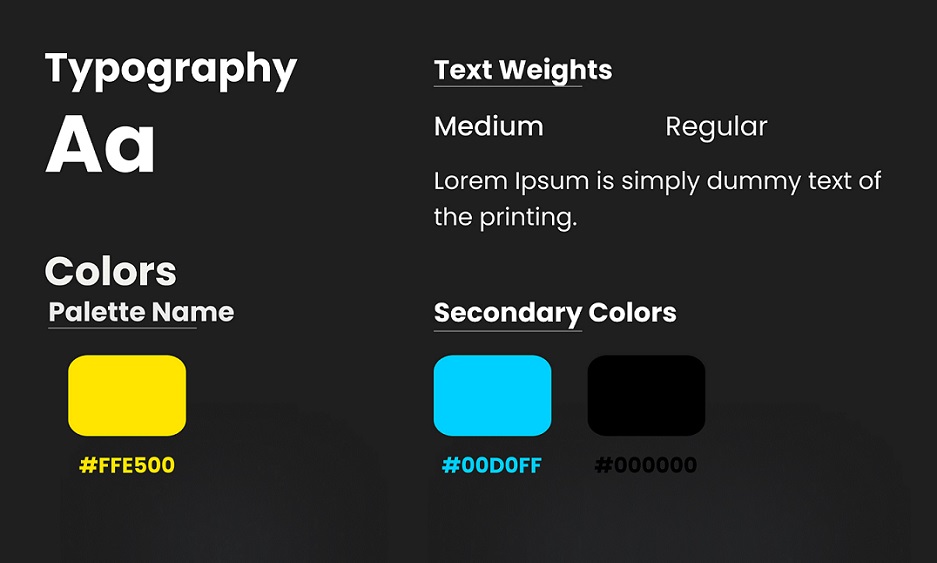 Typography
Aa
Text Weights
Medium
Regular
Lorem Ipsum is simply dummy text of
the printing.
Colors
Palette Name
#FFE500
Secondary Colors
#00D0FF
#000000